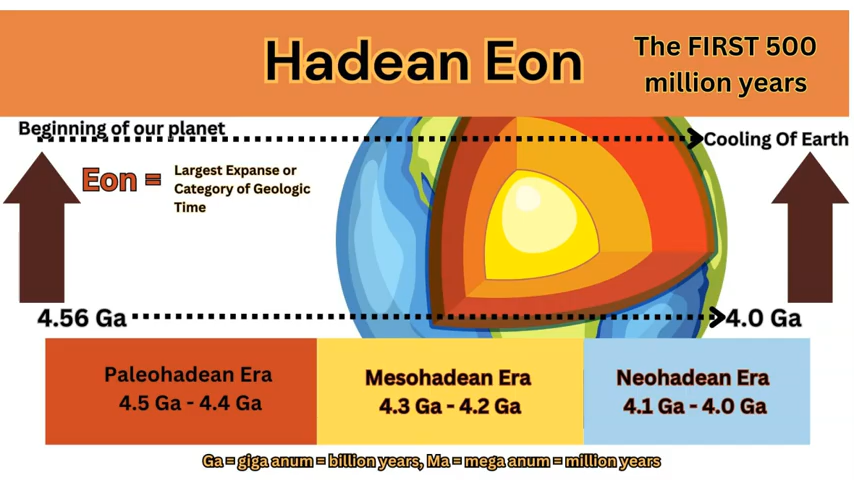 Hadean Eon
The FIRST 500
million years
Beginning of our planet
Cooling Of Earth
Eon =
Largest Expanse or
Category of Geologic
Time
4.56 Ga
4.0 Ga
Paleohadean Era
4.5 Ga - 4.4 Ga
Mesohadean Era
4.3 Ga - 4.2 Ga
Neohadean Era
4.1 Ga - 4.0 Ga
Ga = giga anum = billion years, Ma = mega anum = million years